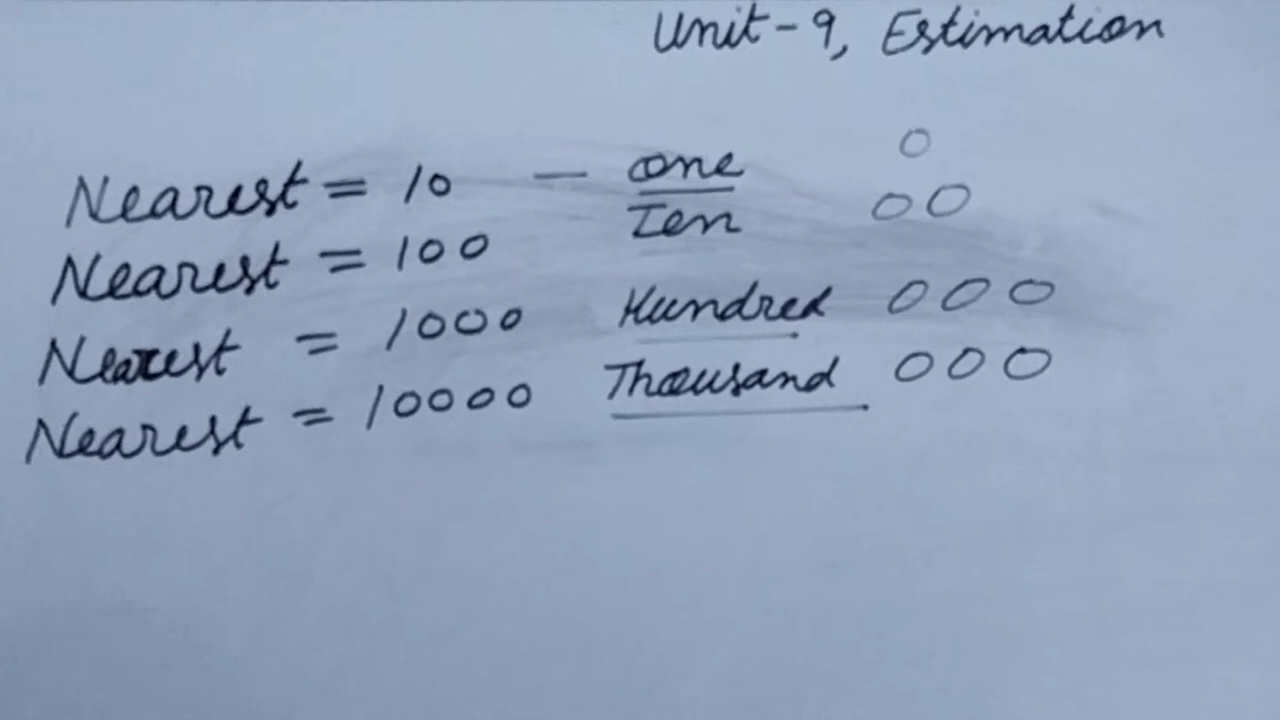 Unit-9, Estimation
Nearest = 10 — one 0
Nearest = 100 Ten 00
Nearest = 1000 Hundred 000
Nearest = 10000 Thousand 000